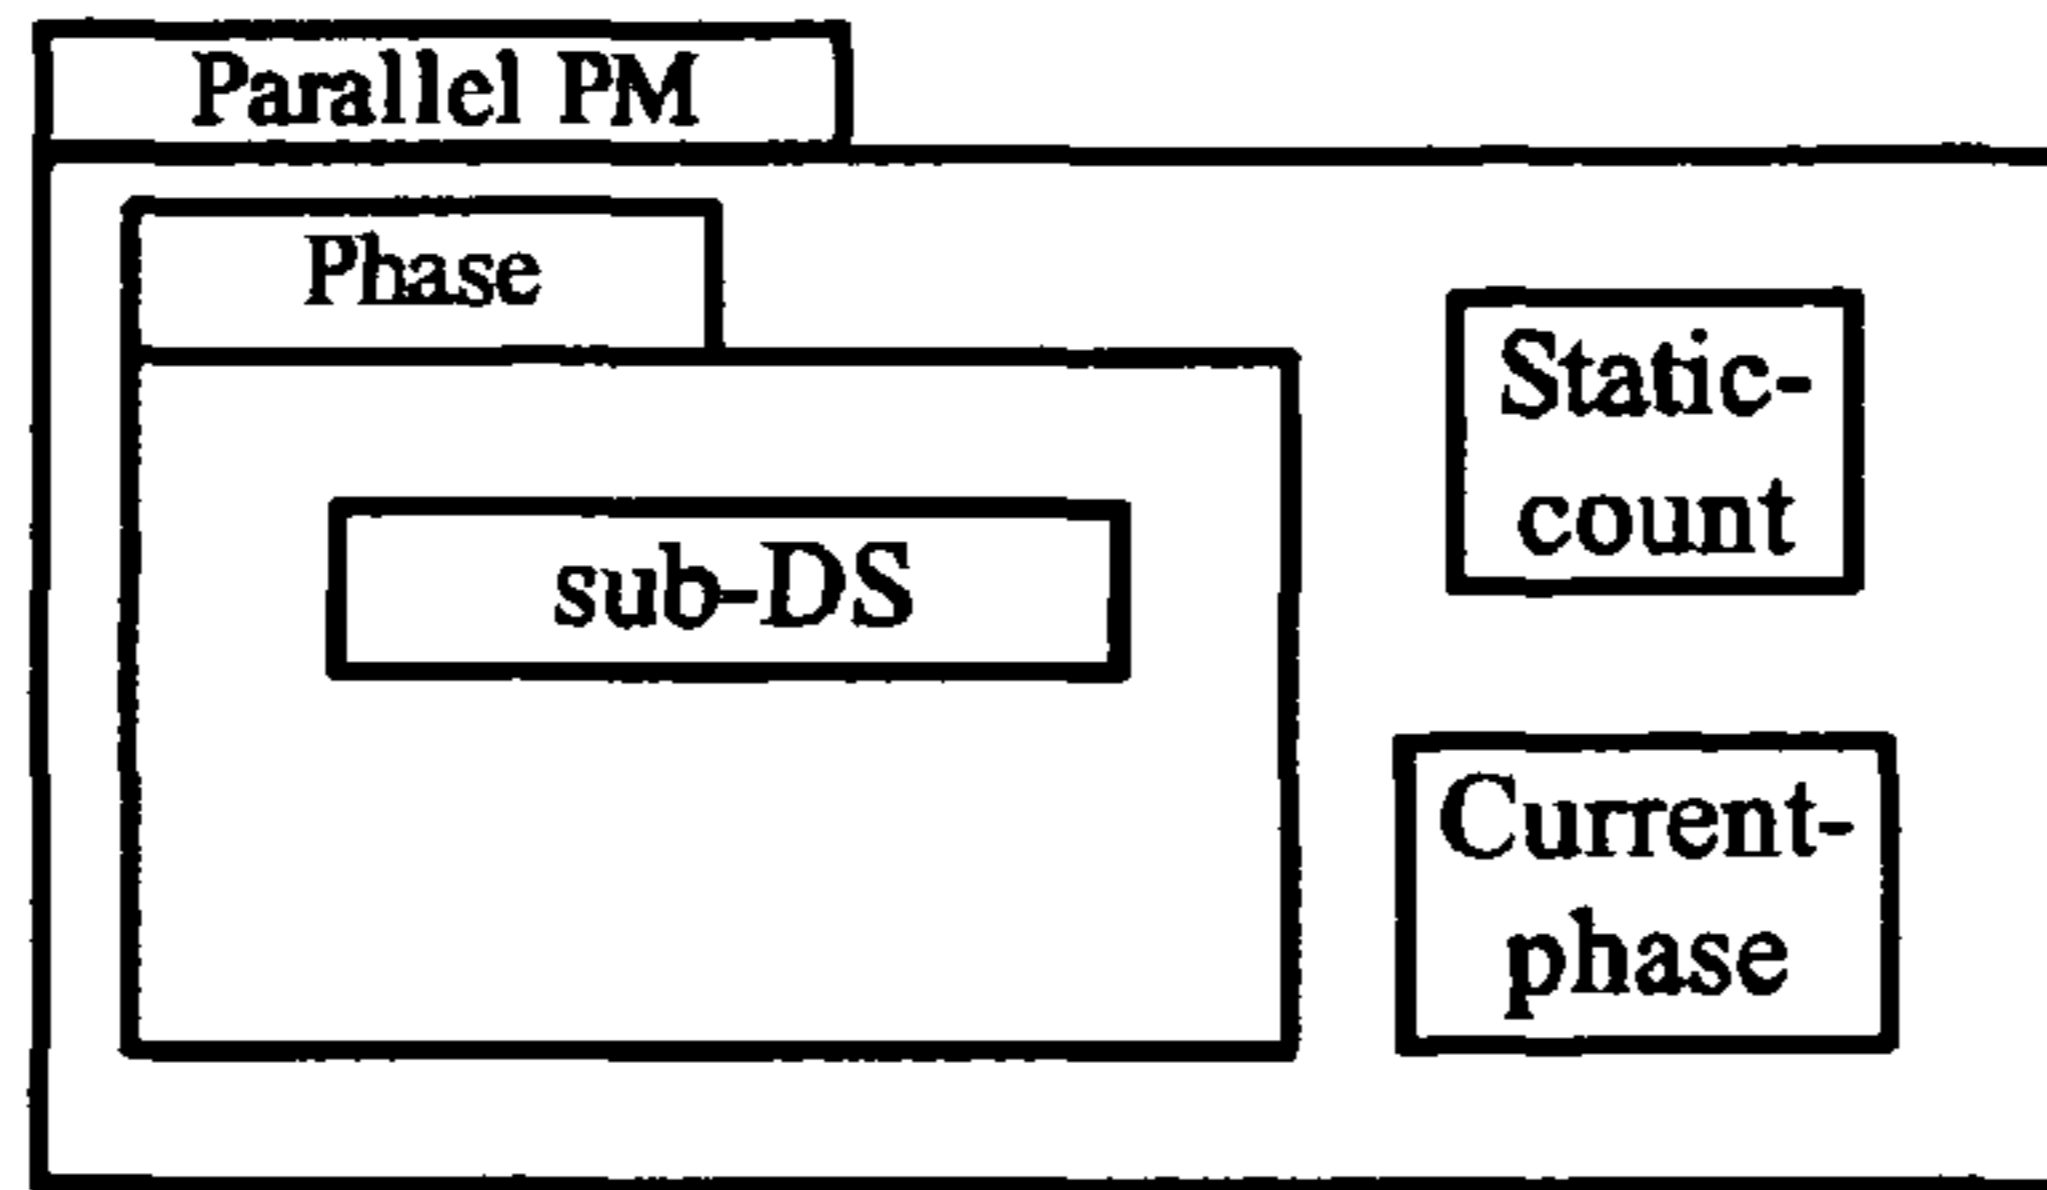 Parallel PM
Phase
sub-DS
Static-
count
Current-
phase